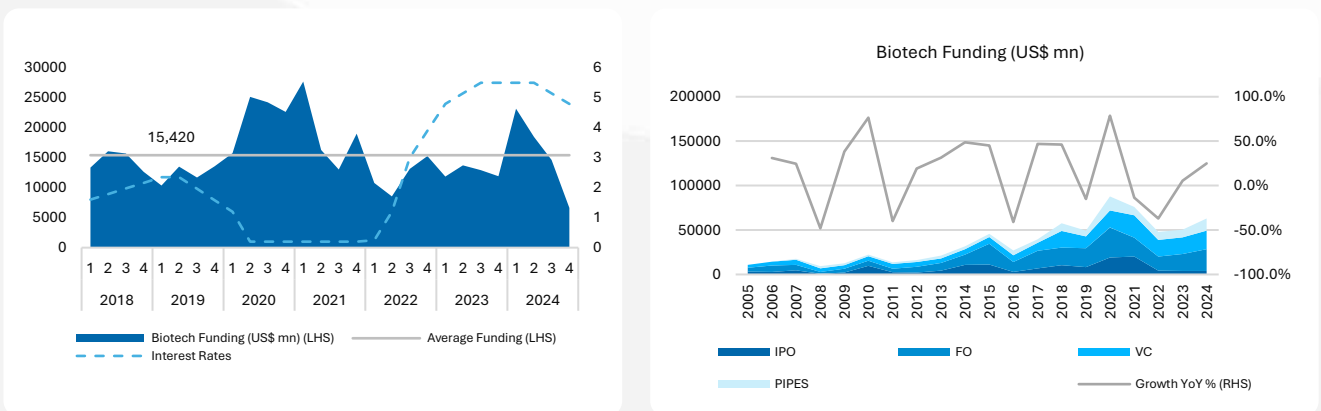 30000 6
25000 5
20000 4
15,420
15000 3
10000 2
5000 1
0 0
1 2 3 4 1 2 3 4 1 2 3 4 1 2 3 4 1 2 3 4 1 2 3 4 1 2 3 4
2018 2019 2020 2021 2022 2023 2024
Biotech Funding (US$ mn) (LHS) Average Funding (LHS)
Interest Rates
Biotech Funding (US$ mn)
200000 100.0%
150000 50.0%
100000 0.0%
50000 -50.0%
0 -100.0%
2005 2006 2007 2008 2009 2010 2011 2012 2013 2014 2015 2016 2017 2018 2019 2020 2021 2022 2023 2024
IPO FO VC
PIPES Growth YoY % (RHS)